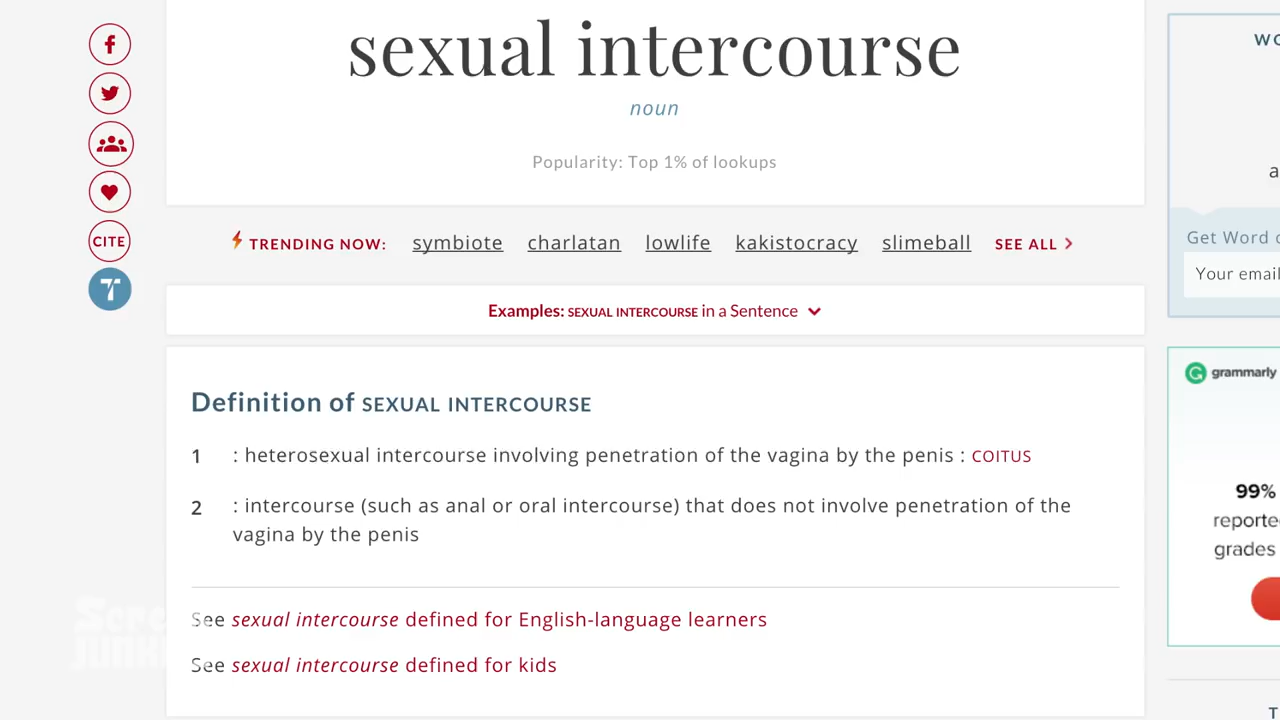 sexual intercourse
noun
Popularity: Top 1% of lookups
CITE
TRENDING NOW: symbiote charlatan lowlife kakistocracy slimeball SEE ALL
Examples: SEXUAL INTERCOURSE in a Sentence
Definition of SEXUAL INTERCOURSE
1 : heterosexual intercourse involving penetration of the vagina by the penis : COITUS
2 : intercourse (such as anal or oral intercourse) that does not involve penetration of the
vagina by the penis
See sexual intercourse defined for English-language learners
See sexual intercourse defined for kids
Get Word
Your email
grammarly
99%
grades